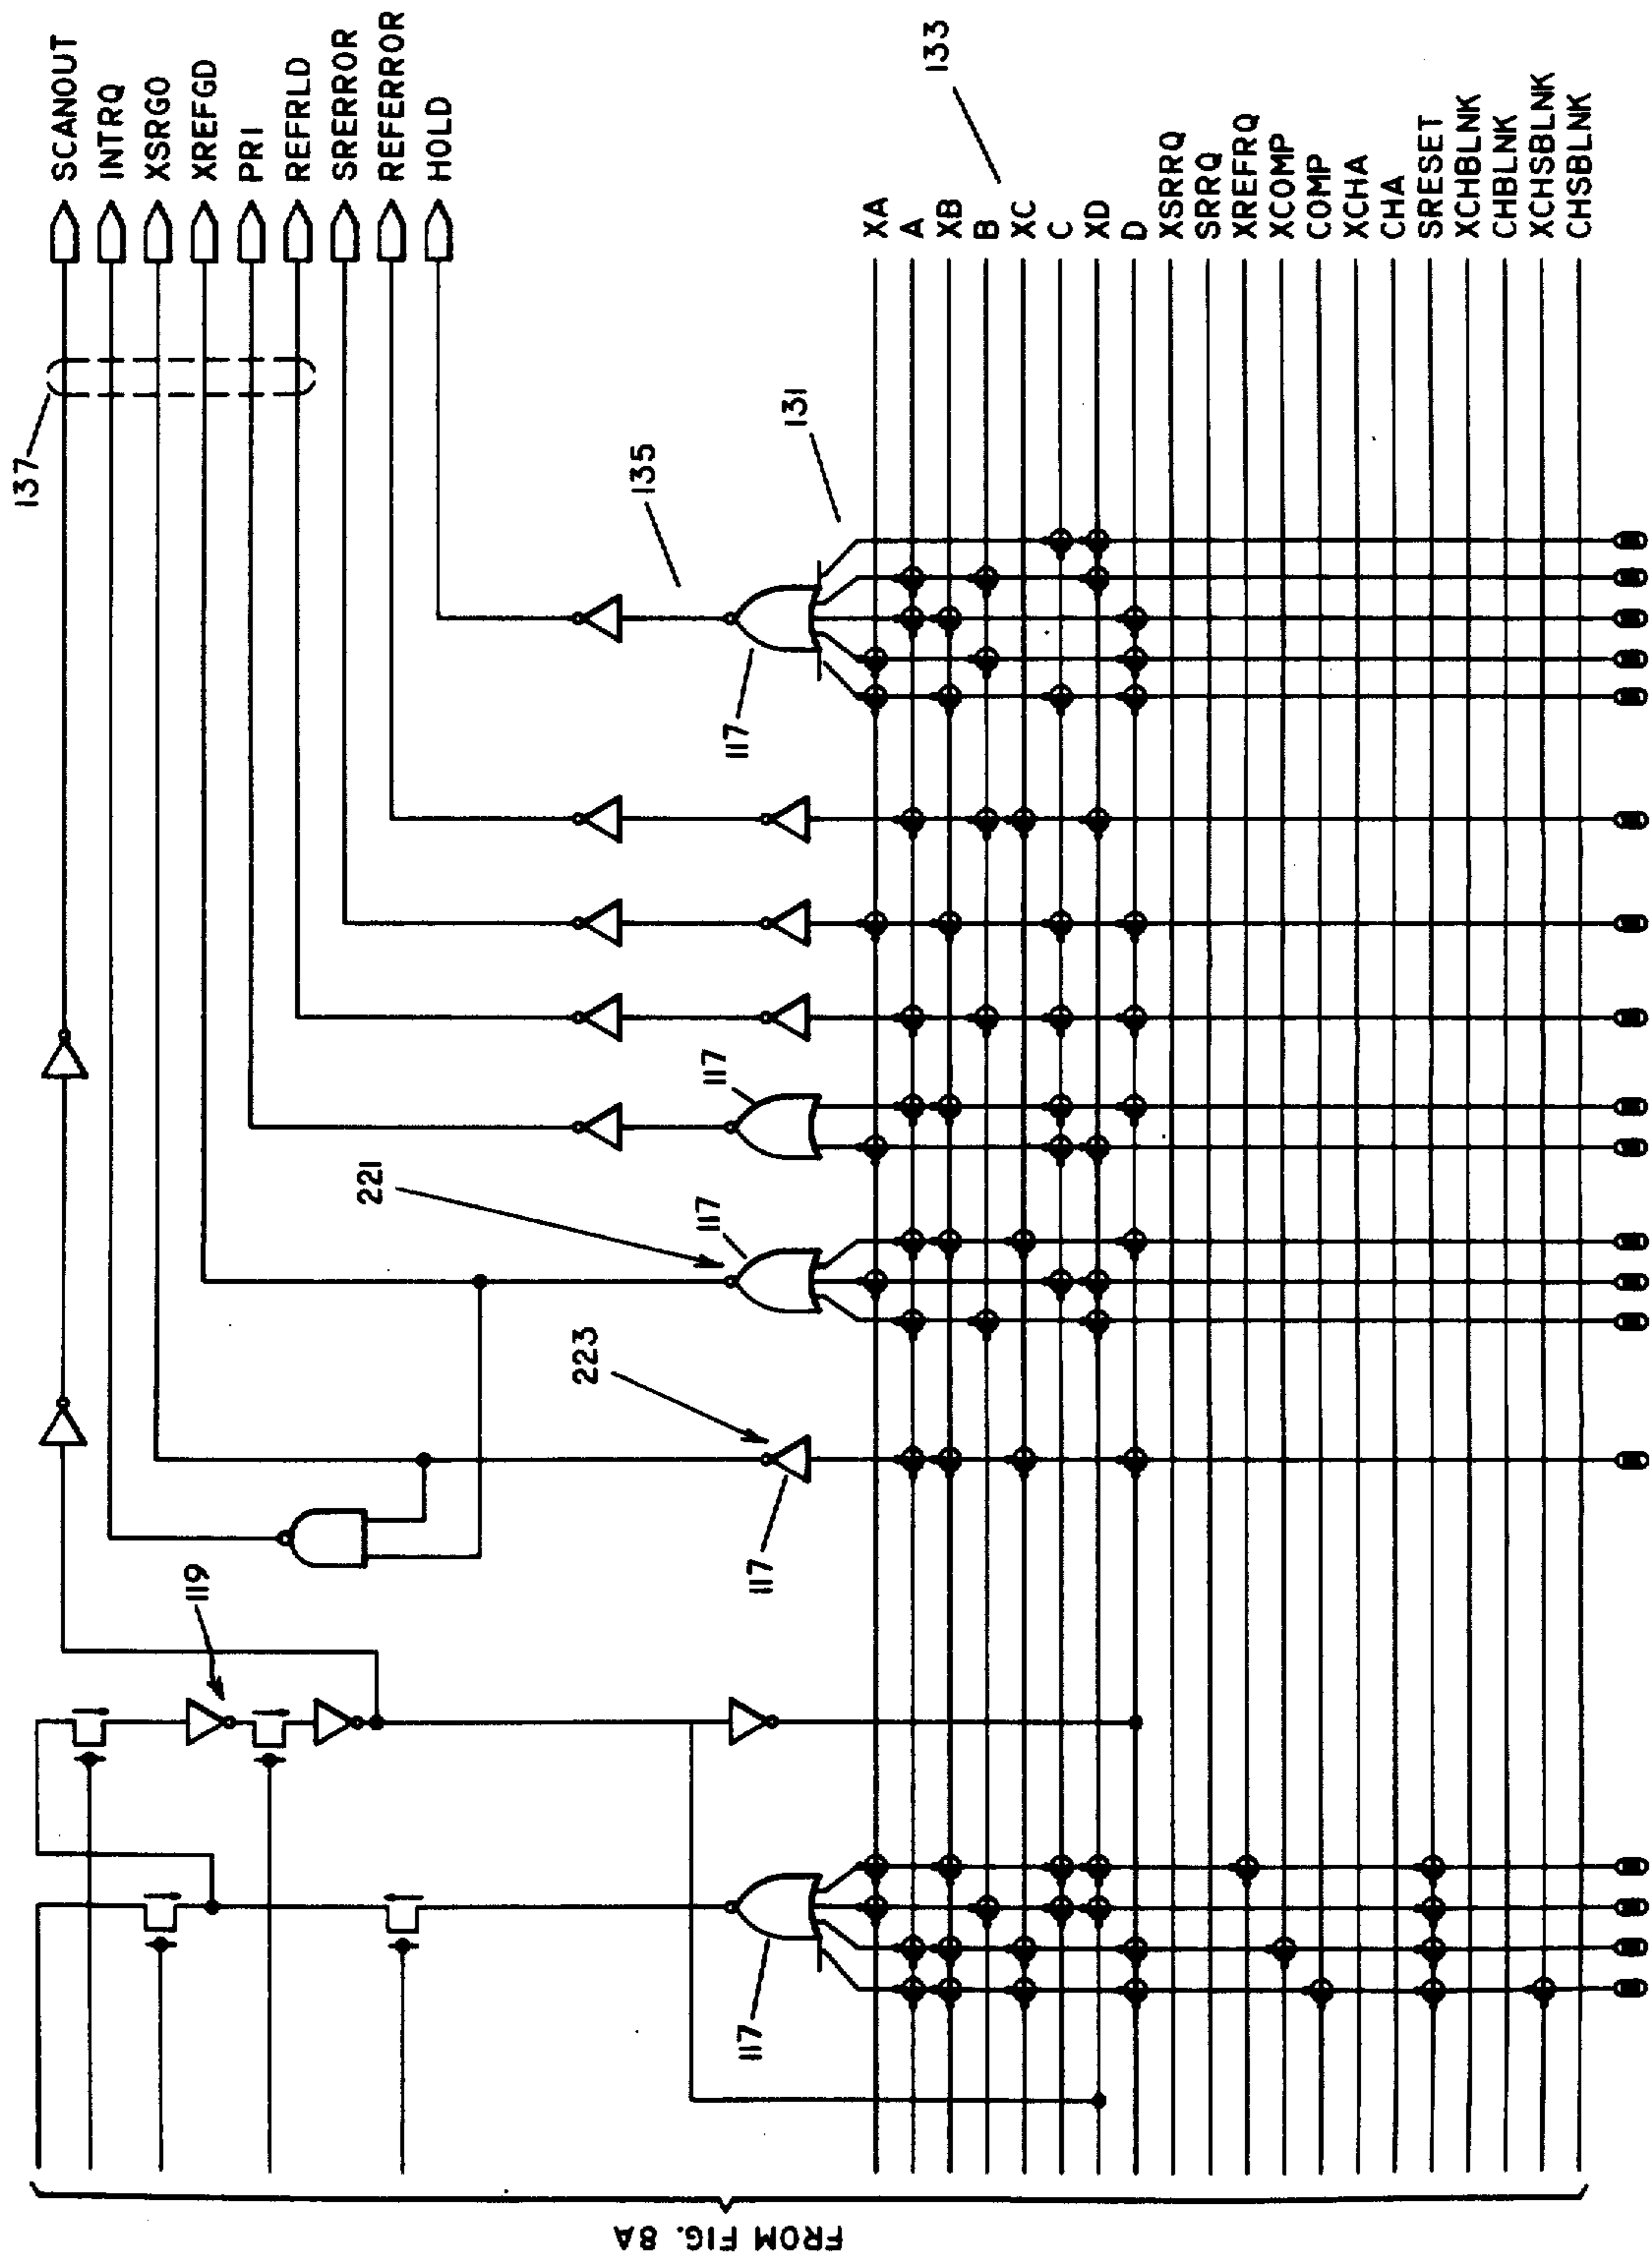 SCANOUT
INTRQ
XSRGO
XREFGD
PRI
REFRLD
SRERROR
REFERROR
HOLD
137
133
135
131
117
117
221
117
223
117
119
117
XA
A
XB
B
XC
C
XD
D
XSRRQ
SRRQ
XREFRQ
XCOMP
COMP
XCHA
CHA
SRESET
XCHBLNK
CHBLNK
XCHSBLNK
CHSBLNK
FROM FIG. 8A